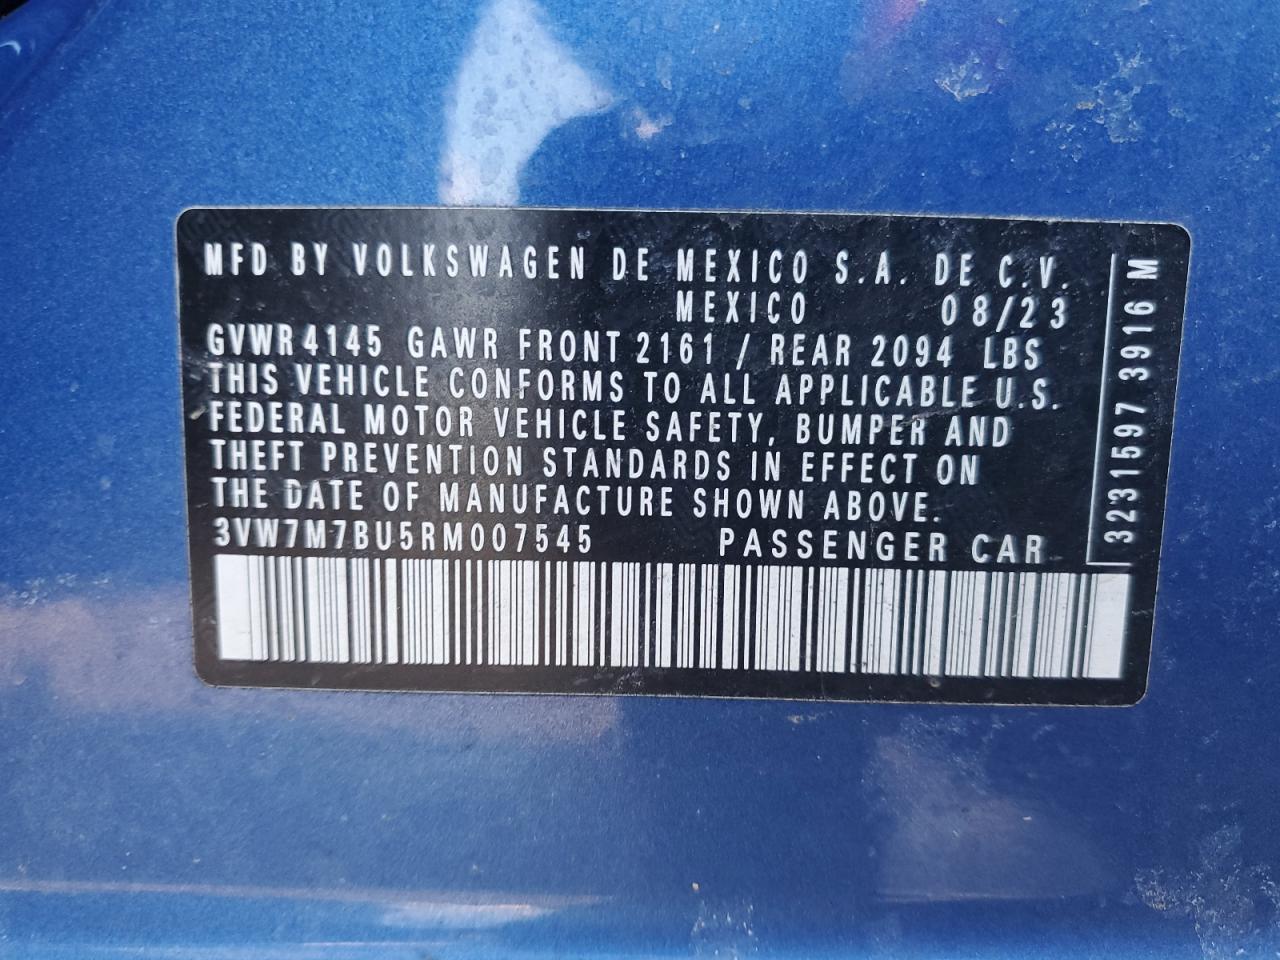 MFD BY VOLKSWAGEN DE MEXICO S.A. DE C.V.
MEXICO 08/23
GVWR 4145 GAWR FRONT 2161 / REAR 2094 LBS
THIS VEHICLE CONFORMS TO ALL APPLICABLE U.S.
FEDERAL MOTOR VEHICLE SAFETY, BUMPER AND
THEFT PREVENTION STANDARDS IN EFFECT ON
THE DATE OF MANUFACTURE SHOWN ABOVE.
3VW7M7BU5RM007545 PASSENGER CAR
3231597 3916 M